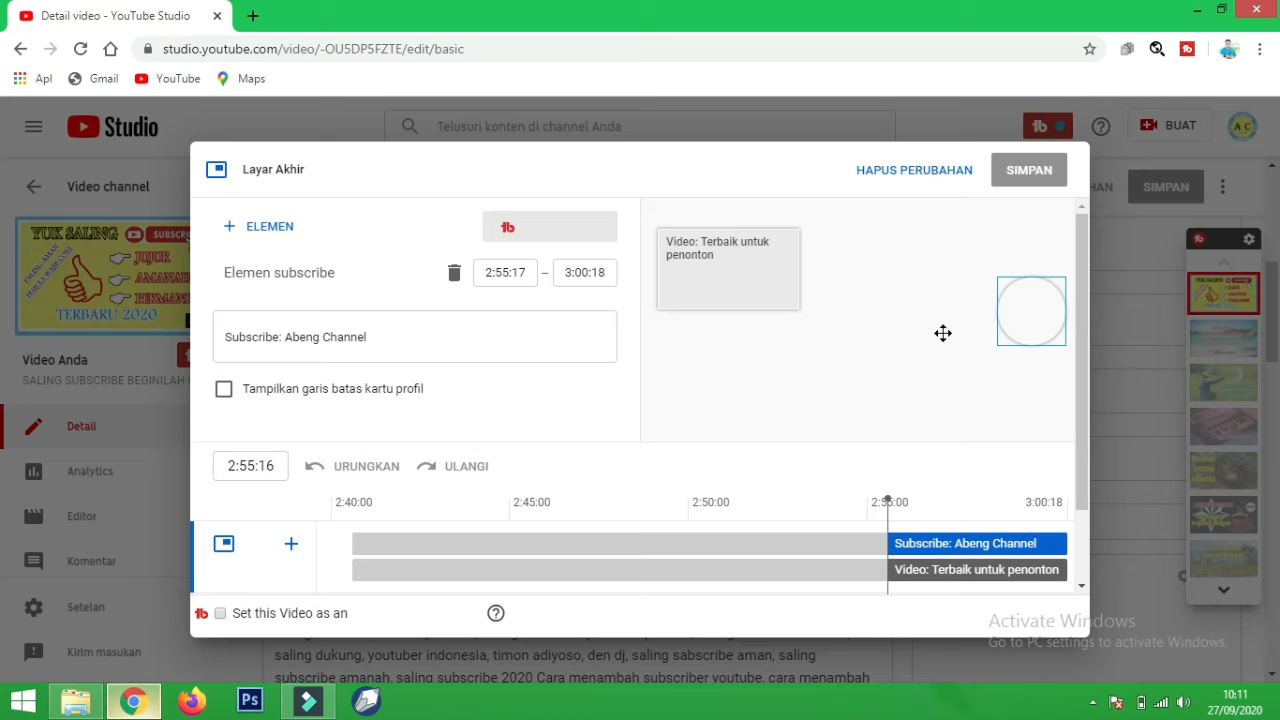 Detail video - YouTube Studio
studio.youtube.com/video/-OU5DP5FZTE/edit/basic
Apl Gmail YouTube Maps
Studio
Telusuri konten di channel Anda
tb
BUAT
A C
Video channel
SIMPAN
YUK SALING
JUJUR
AMANAH
TERBARU 2020
Video Anda
SALING SUBSCRIBE BEGINILAH
Detail
Analytics
Editor
Komentar
Setelan
Kirim masukan
Layar Akhir
HAPUS PERUBAHAN
SIMPAN
+ ELEMEN
tb
Elemen subscribe
2:55:17 – 3:00:18
Subscribe: Abeng Channel
Tampilkan garis batas kartu profil
Video: Terbaik untuk
penonton
2:55:16
URUNGKAN
ULANGI
2:40:00 2:45:00 2:50:00 2:55:00 3:00:18
Subscribe: Abeng Channel
Video: Terbaik untuk penonton
tb Set this Video as an
Activate Windows
Go to PC settings to activate Windows.
saling dukung, youtuber indonesia, timon adiyoso, den dj, saling sabscribe aman, saling
subscribe amanah, saling subscribe 2020 Cara menambah subscriber youtube, cara menambah
Ps
10:11
27/09/2020